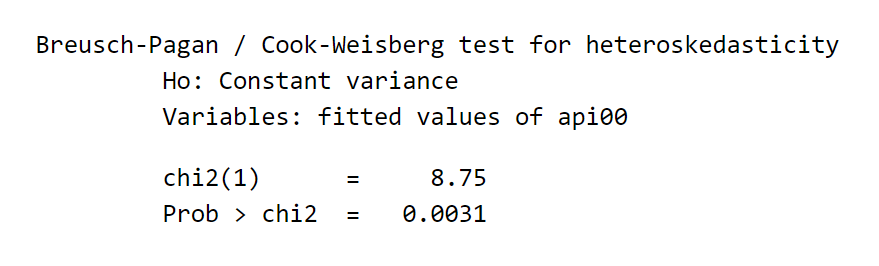 Breusch-Pagan / Cook-Weisberg test for heteroskedasticity
Ho: Constant variance
Variables: fitted values of api00
chi2(1) = 8.75
Prob > chi2 = 0.0031